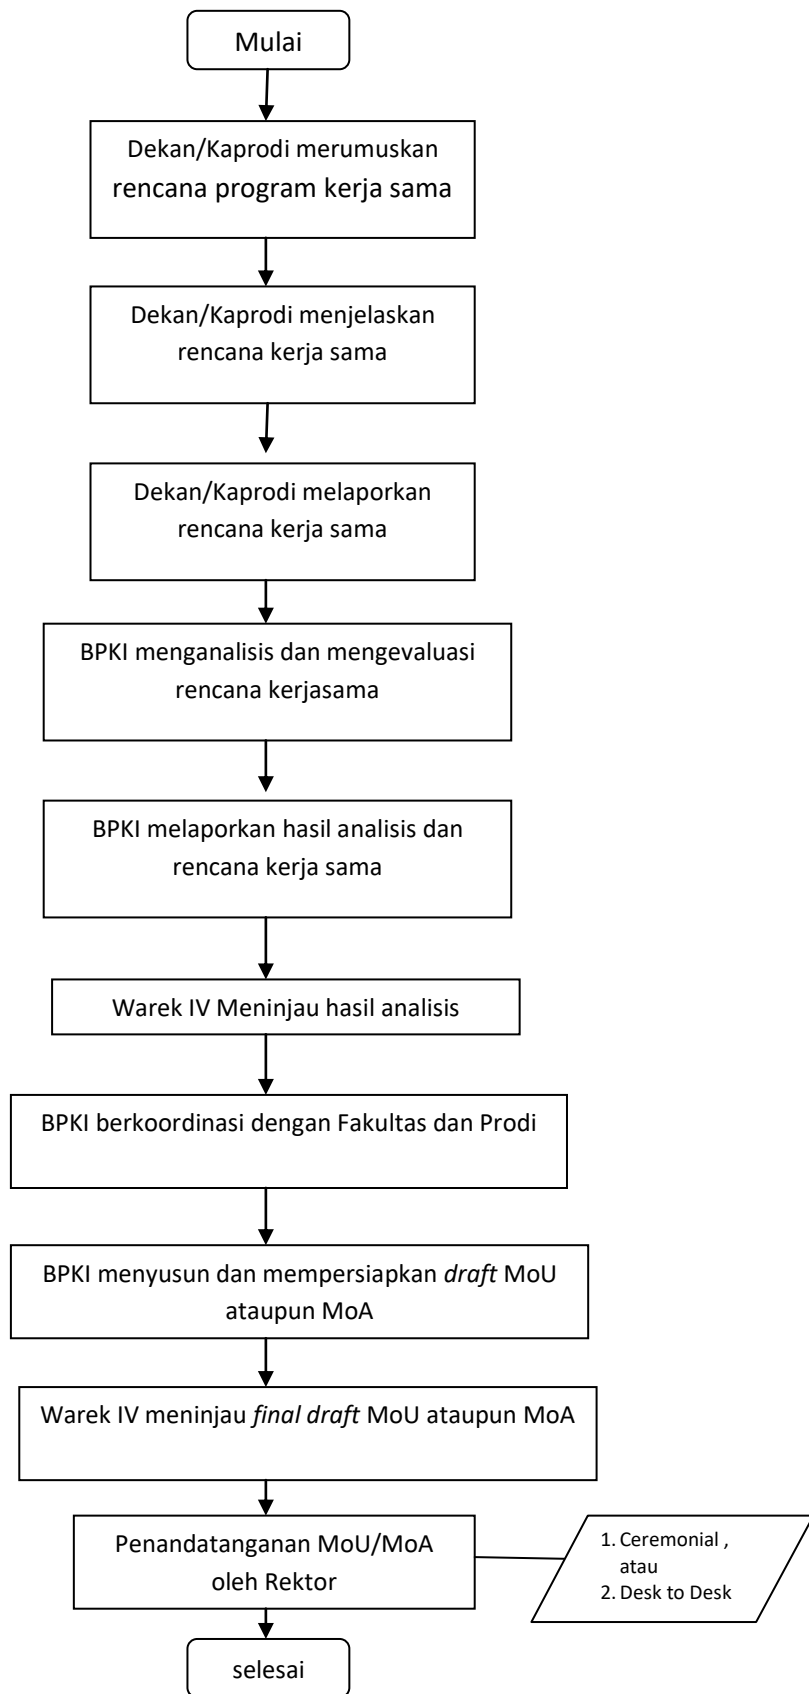 Mulai
Dekan/Kaprodi merumuskan
rencana program kerja sama
Dekan/Kaprodi menjelaskan
rencana kerja sama
Dekan/Kaprodi melaporkan
rencana kerja sama
BPKI menganalisis dan mengevaluasi
rencana kerjasama
BPKI melaporkan hasil analisis dan
rencana kerja sama
Warek IV Meninjau hasil analisis
BPKI berkoordinasi dengan Fakultas dan Prodi
BPKI menyusun dan mempersiapkan draft MoU
ataupun MoA
Warek IV meninjau final draft MoU ataupun MoA
Penandatanganan MoU/MoA
oleh Rektor
1. Ceremonial ,
atau
2. Desk to Desk
selesai